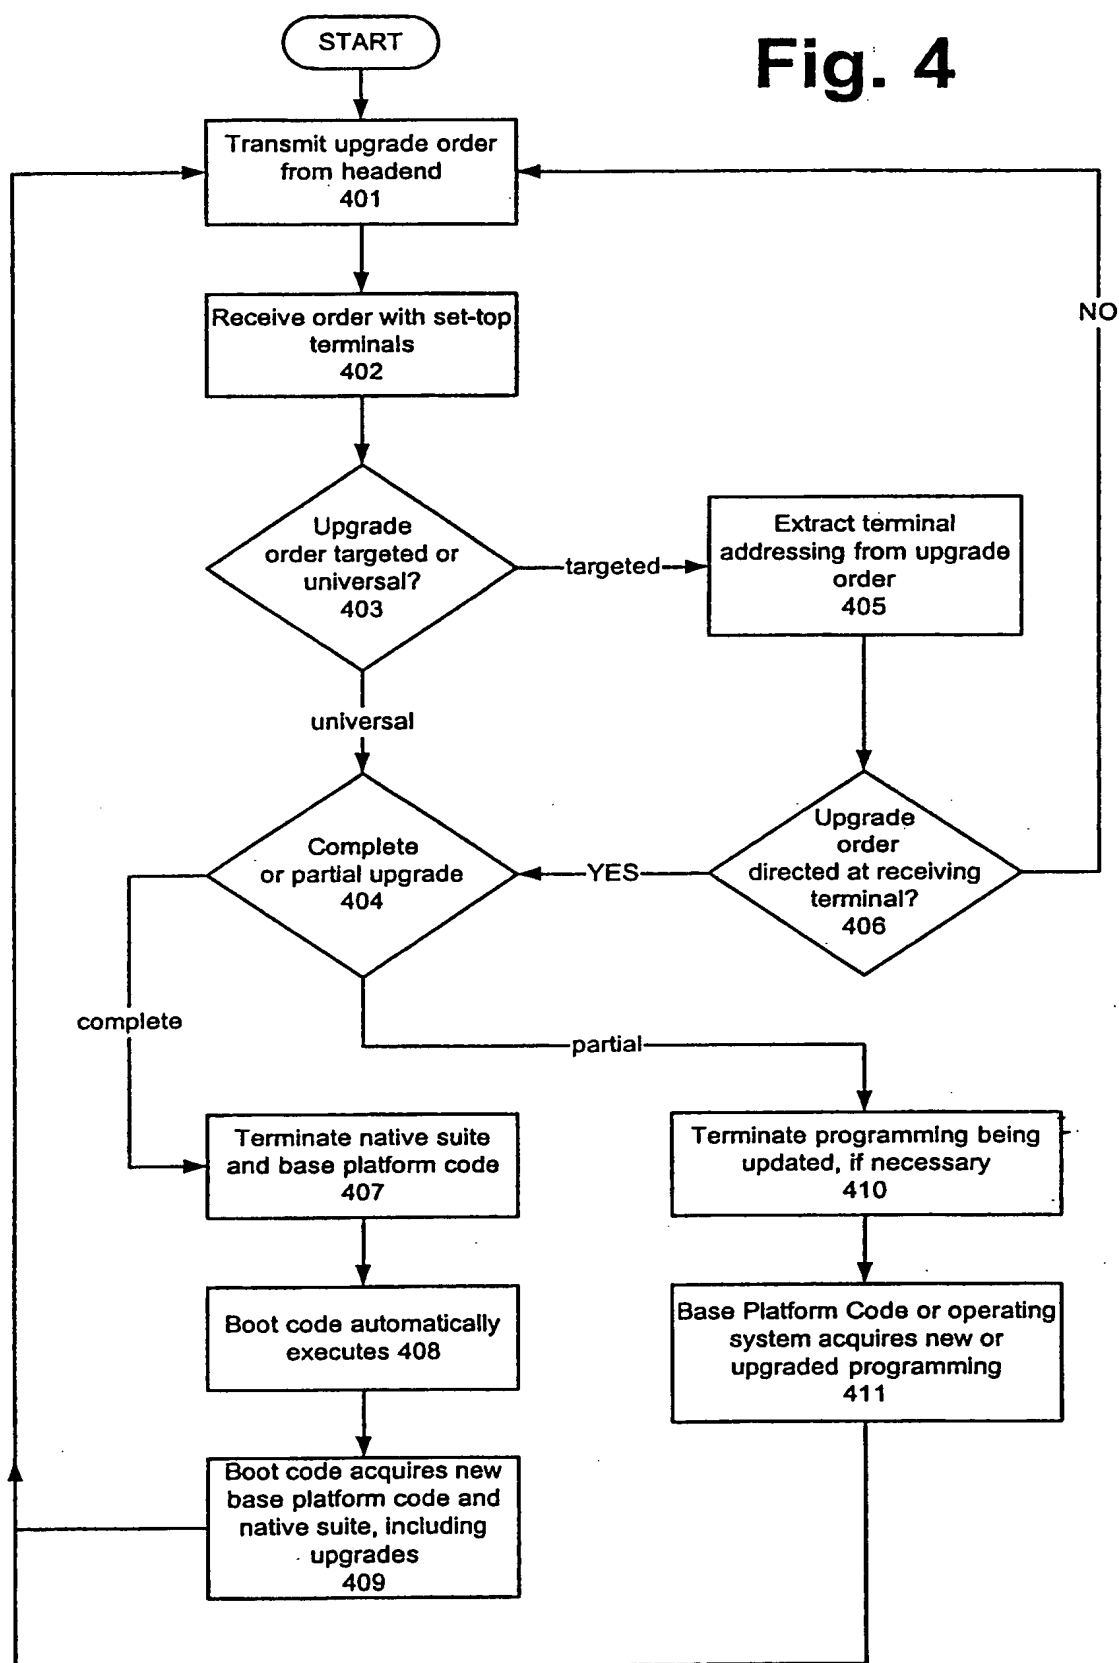 START
Fig. 4
Transmit upgrade order
from headend
401
NO
Receive order with set-top
terminals
402
Upgrade
order targeted or
universal?
403
targeted
Extract terminal
addressing from upgrade
order
405
universal
Complete
or partial upgrade
404
YES
Upgrade
order
directed at receiving
terminal?
406
complete
partial
Terminate native suite
and base platform code
407
Terminate programming being
updated, if necessary
410
Boot code automatically
executes 408
Base Platform Code or operating
system acquires new or
upgraded programming
411
Boot code acquires new
base platform code and
native suite, including
upgrades
409